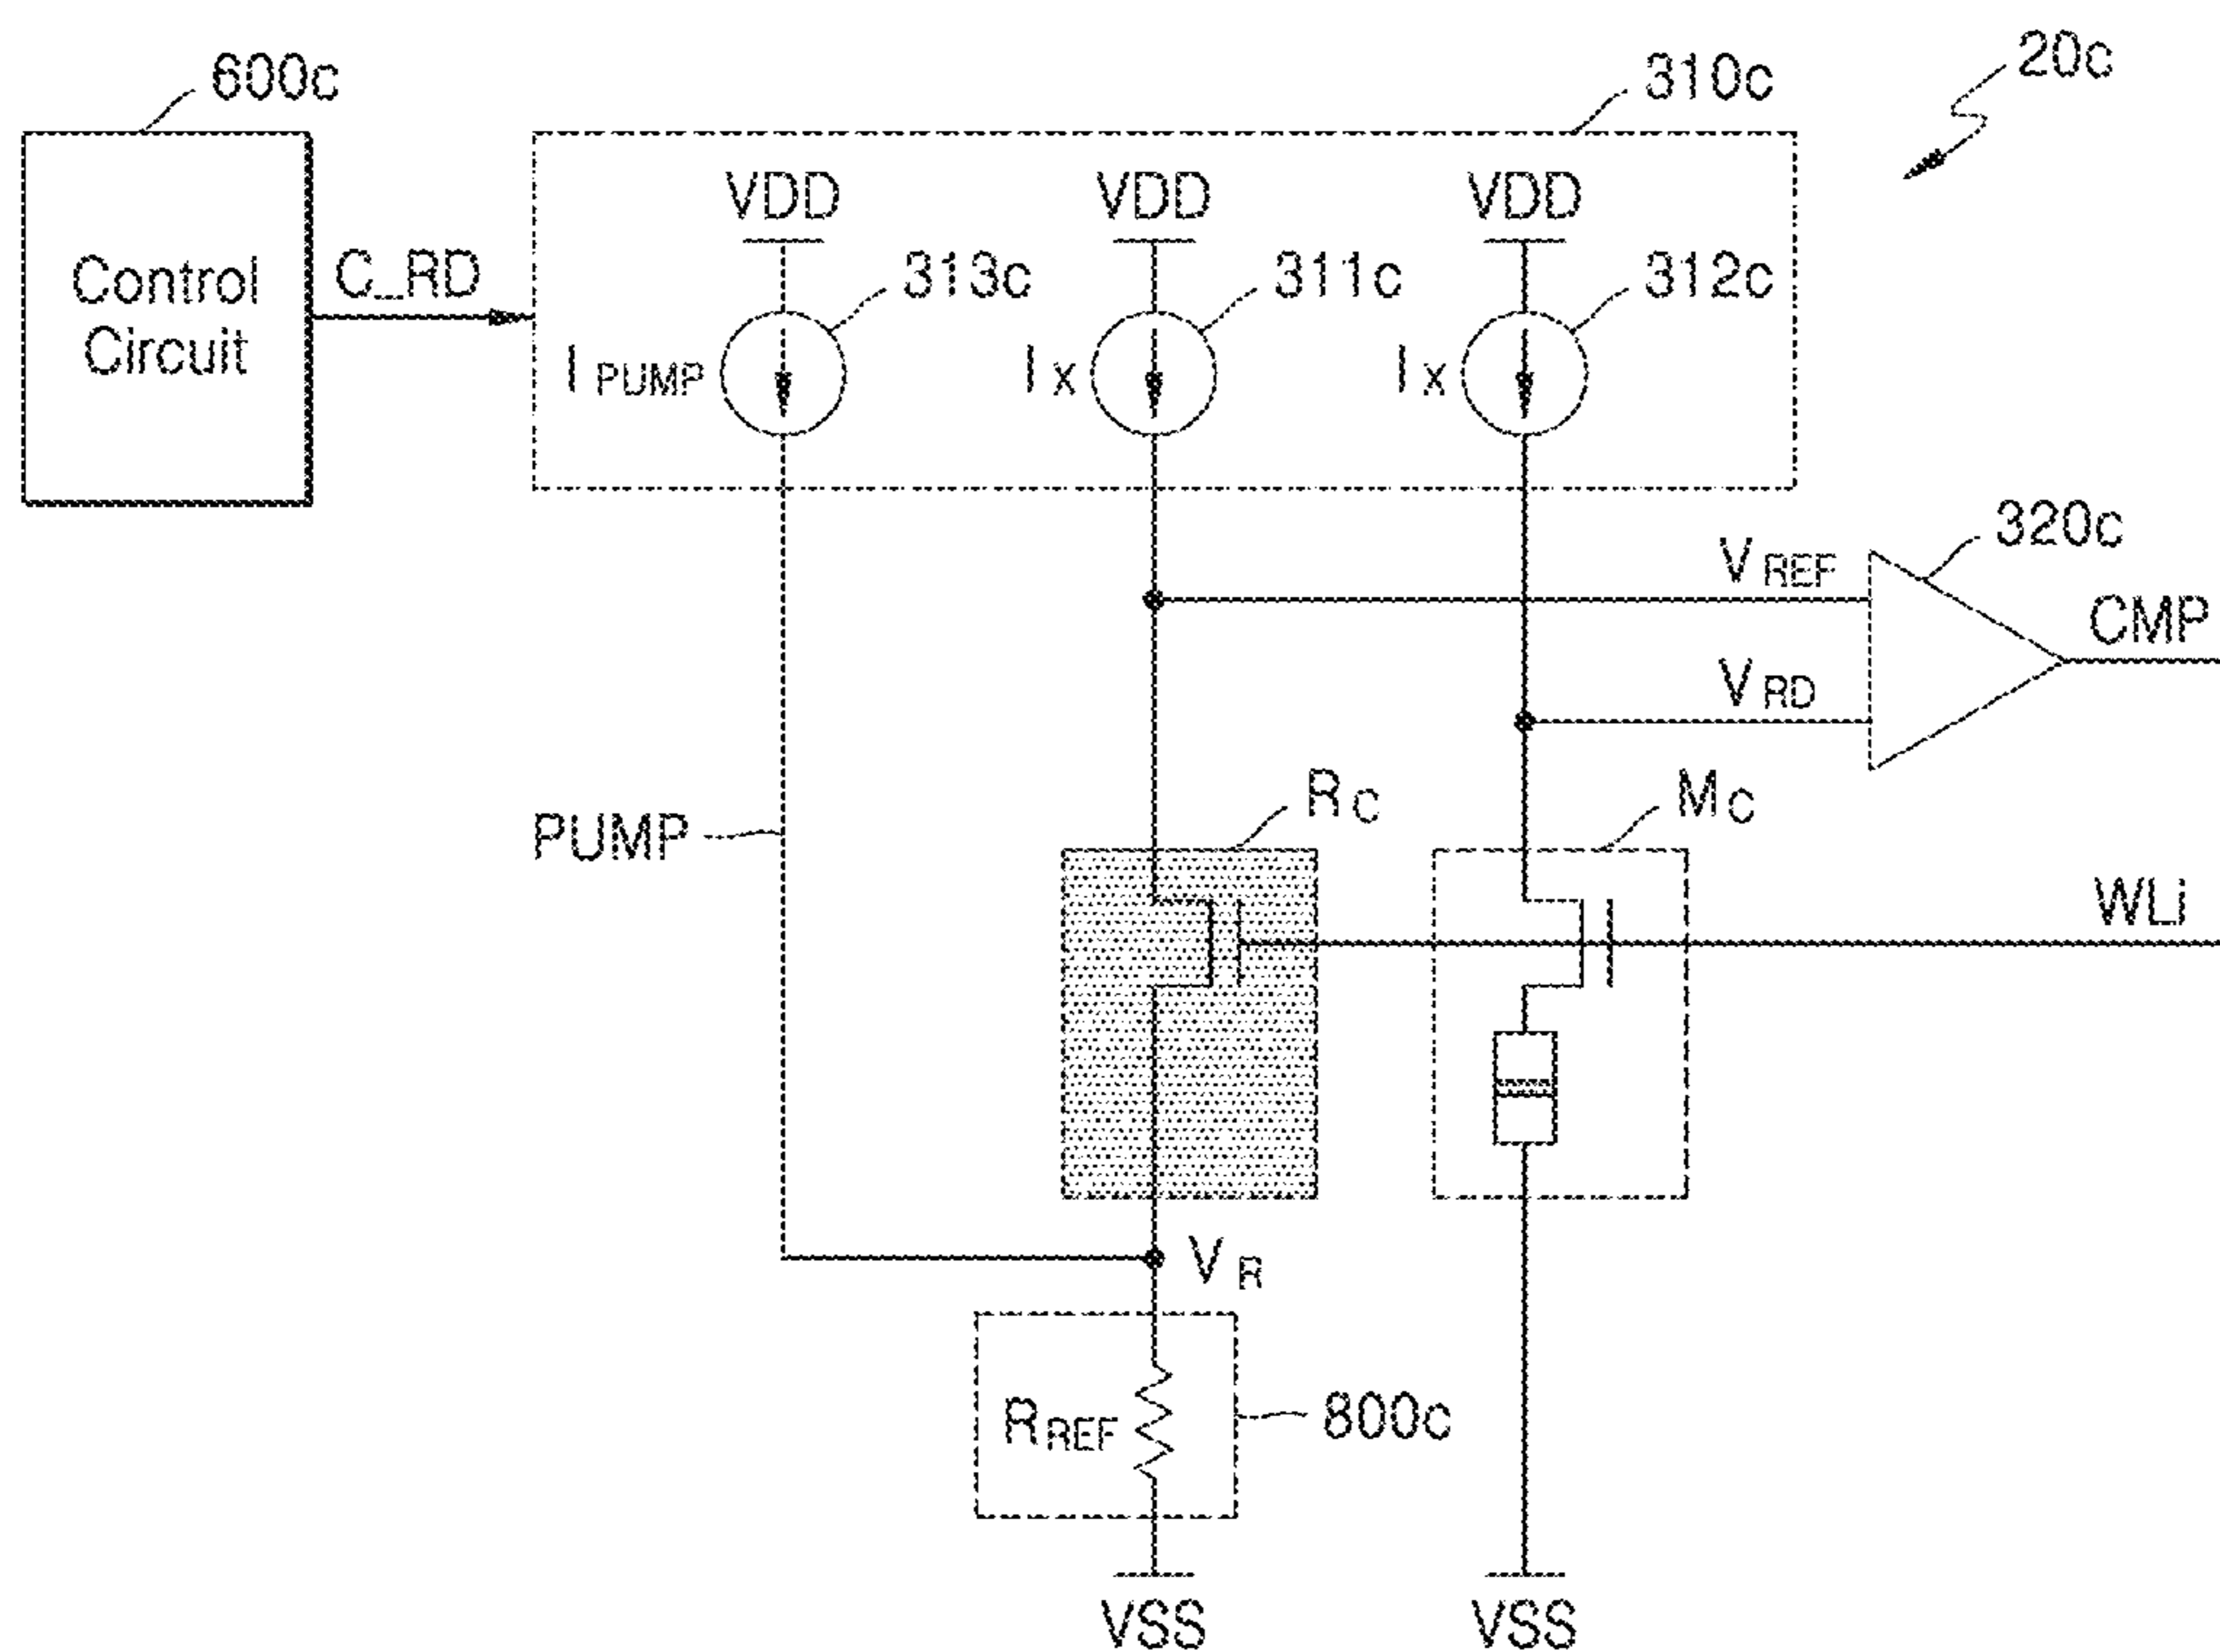 600c
310c
20c
VDD
VDD
VDD
Control
Circuit
C_RD
313c
311c
312c
I PUMP
I X
I X
320c
V REF
CMP
V RD
PUMP
R C
M C
WLi
V R
R REF
800c
VSS
VSS